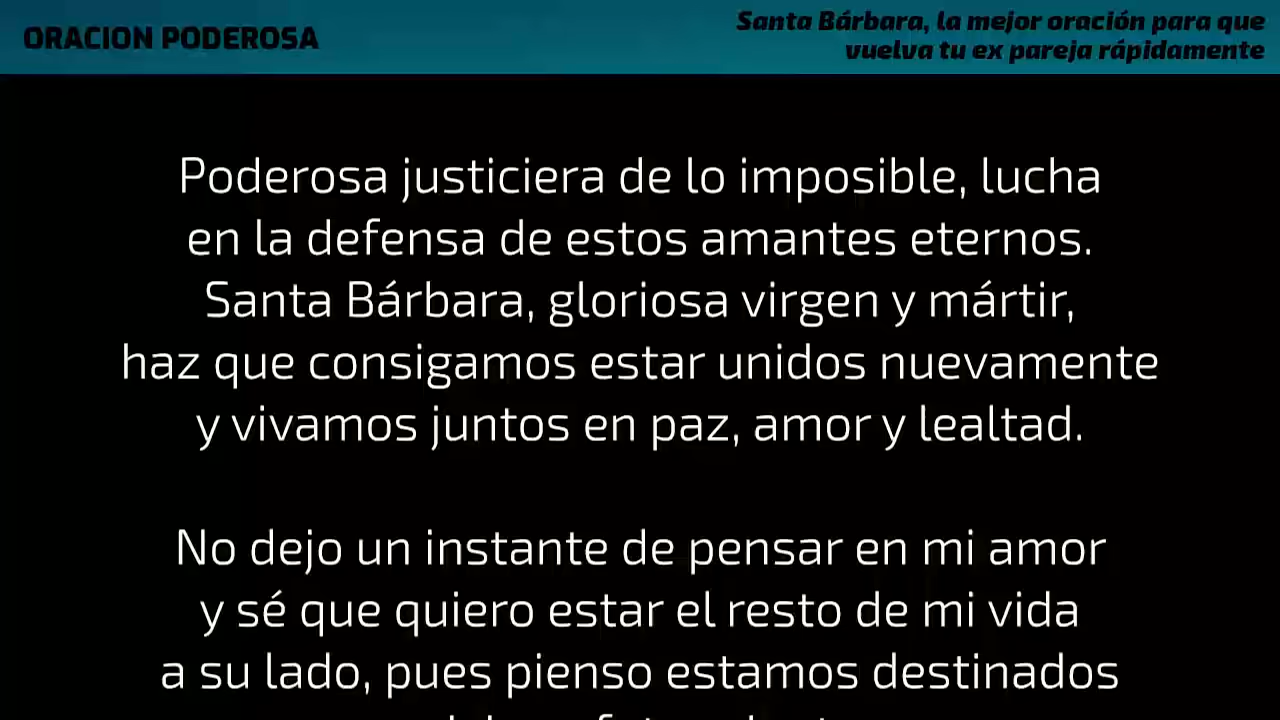 ORACION PODEROSA
Santa Bárbara, la mejor oración para que
vuelva tu ex pareja rápidamente
Poderosa justiciera de lo imposible, lucha
en la defensa de estos amantes eternos.
Santa Bárbara, gloriosa virgen y mártir,
haz que consigamos estar unidos nuevamente
y vivamos juntos en paz, amor y lealtad.
No dejo un instante de pensar en mi amor
y sé que quiero estar el resto de mi vida
a su lado, pues pienso estamos destinados